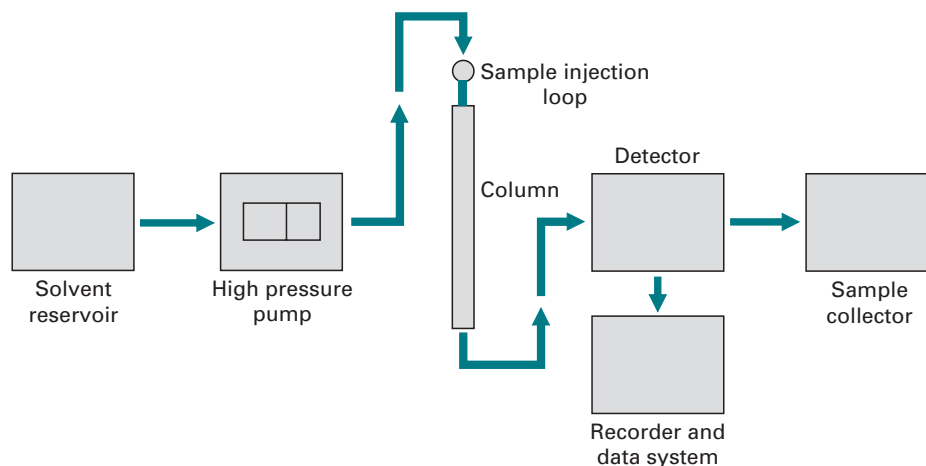 Sample injection
loop
Detector
Column
Solvent
reservoir
High pressure
pump
Sample
collector
Recorder and
data system